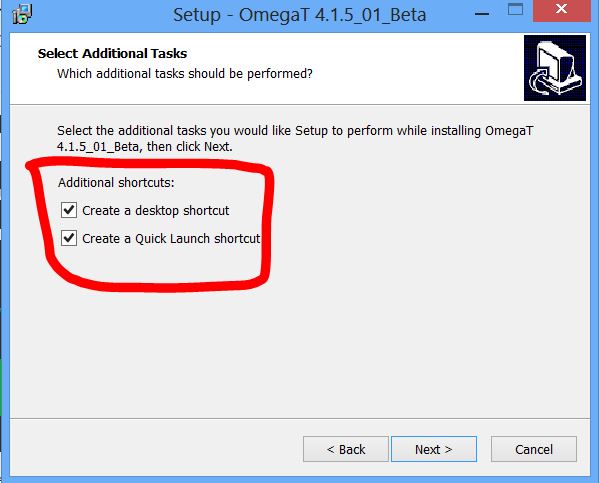 Setup - OmegaT 4.1.5_01_Beta
Select Additional Tasks
Which additional tasks should be performed?
Select the additional tasks you would like Setup to perform while installing OmegaT
4.1.5_01_Beta, then click Next.
Additional shortcuts:
Create a desktop shortcut
Create a Quick Launch shortcut
< Back
Next >
Cancel